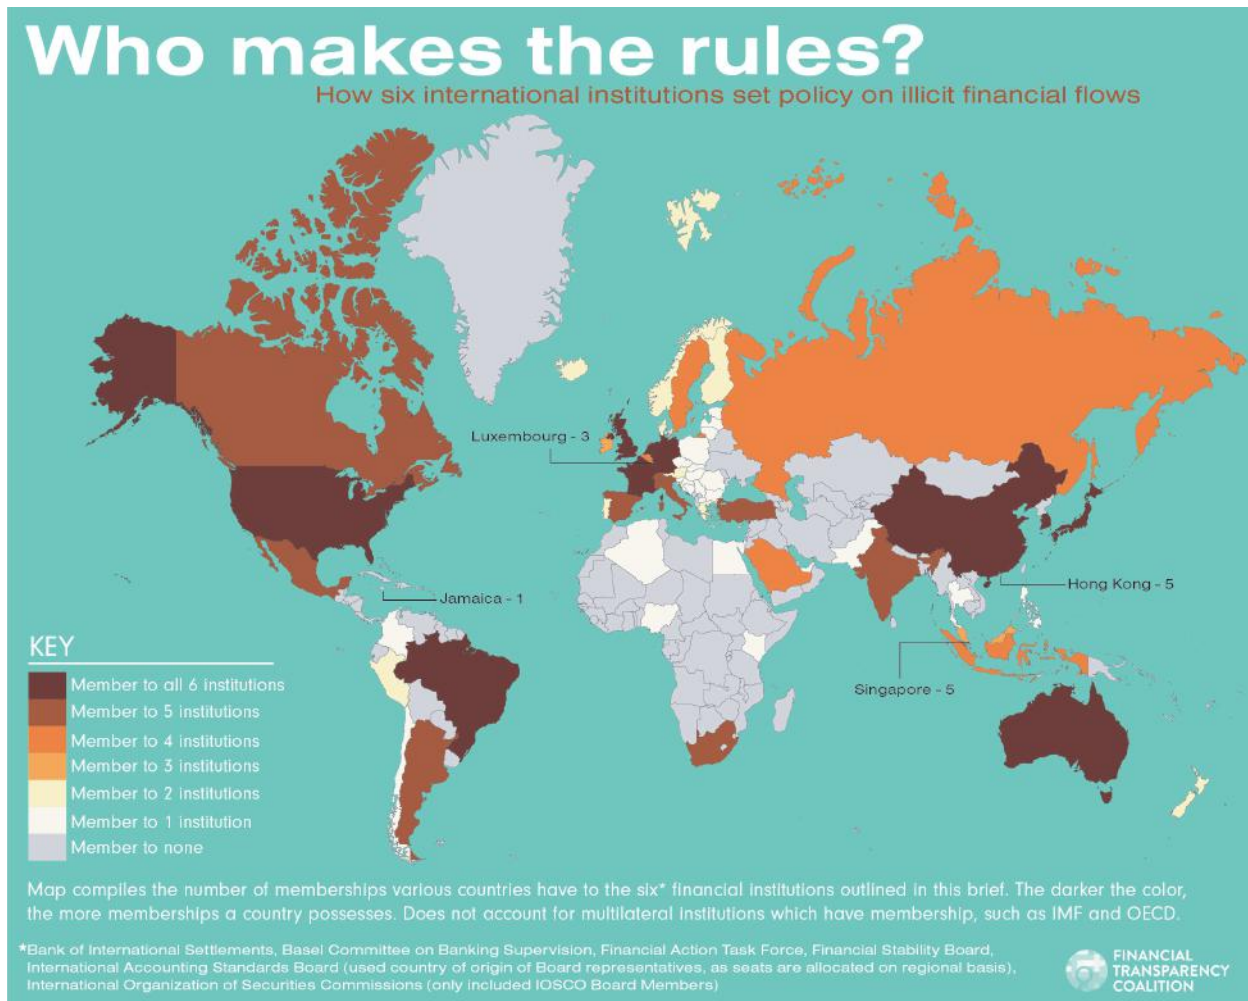 Who makes the rules?
How six international institutions set policy on illicit financial flows
Luxembourg - 3
Jamaica - 1
Hong Kong - 5
Singapore - 5
KEY
Member to all 6 institutions
Member to 5 institutions
Member to 4 institutions
Member to 3 institutions
Member to 2 institutions
Member to 1 institution
Member to none
Map compiles the number of memberships various countries have to the six* financial institutions outlined in this brief. The darker the color,
the more memberships a country possesses. Does not account for multilateral institutions which have membership, such as IMF and OECD.
*Bank of International Settlements, Basel Committee on Banking Supervision, Financial Action Task Force, Financial Stability Board,
International Accounting Standards Board (used country of origin of Board representatives, as seats are allocated on regional basis),
International Organization of Securities Commissions (only included IOSCO Board Members)
FINANCIAL
TRANSPARENCY
COALITION